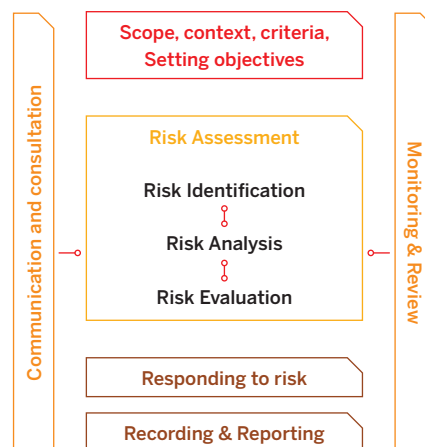 Scope, context, criteria,
Setting objectives
Communication and consultation
Risk Assessment
Risk Identification
Risk Analysis
Risk Evaluation
Monitoring & Review
Responding to risk
Recording & Reporting